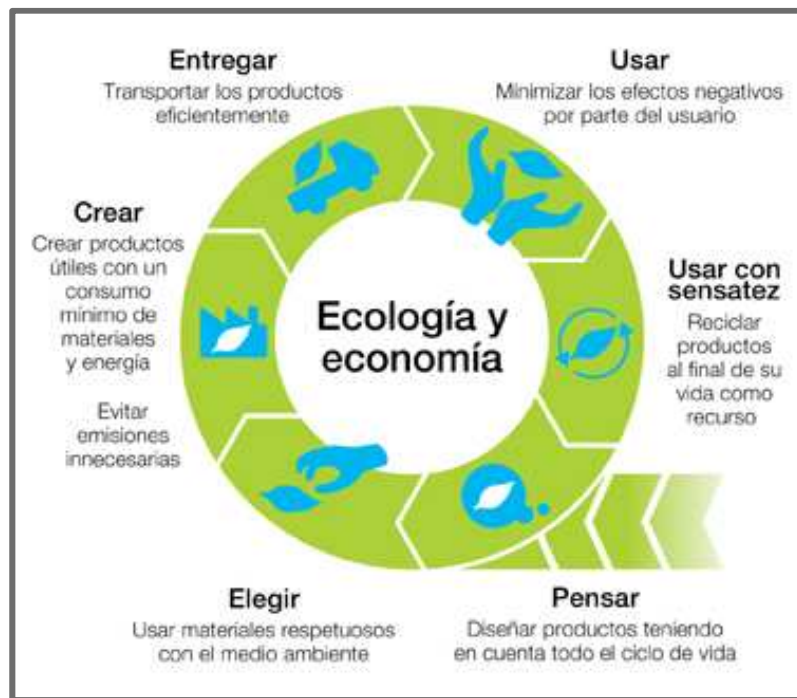 Entregar
Transportar los productos
eficientemente
Usar
Minimizar los efectos negativos
por parte del usuario
Crear
Crear productos
útiles con un
consumo
mínimo de
materiales
y energía
Evitar
emisiones
innecesarias
Ecología y
economía
Usar con
sensatez
Reciclar
productos
al final de su
vida como
recurso
Elegir
Usar materiales respetuosos
con el medio ambiente
Pensar
Diseñar productos teniendo
en cuenta todo el ciclo de vida